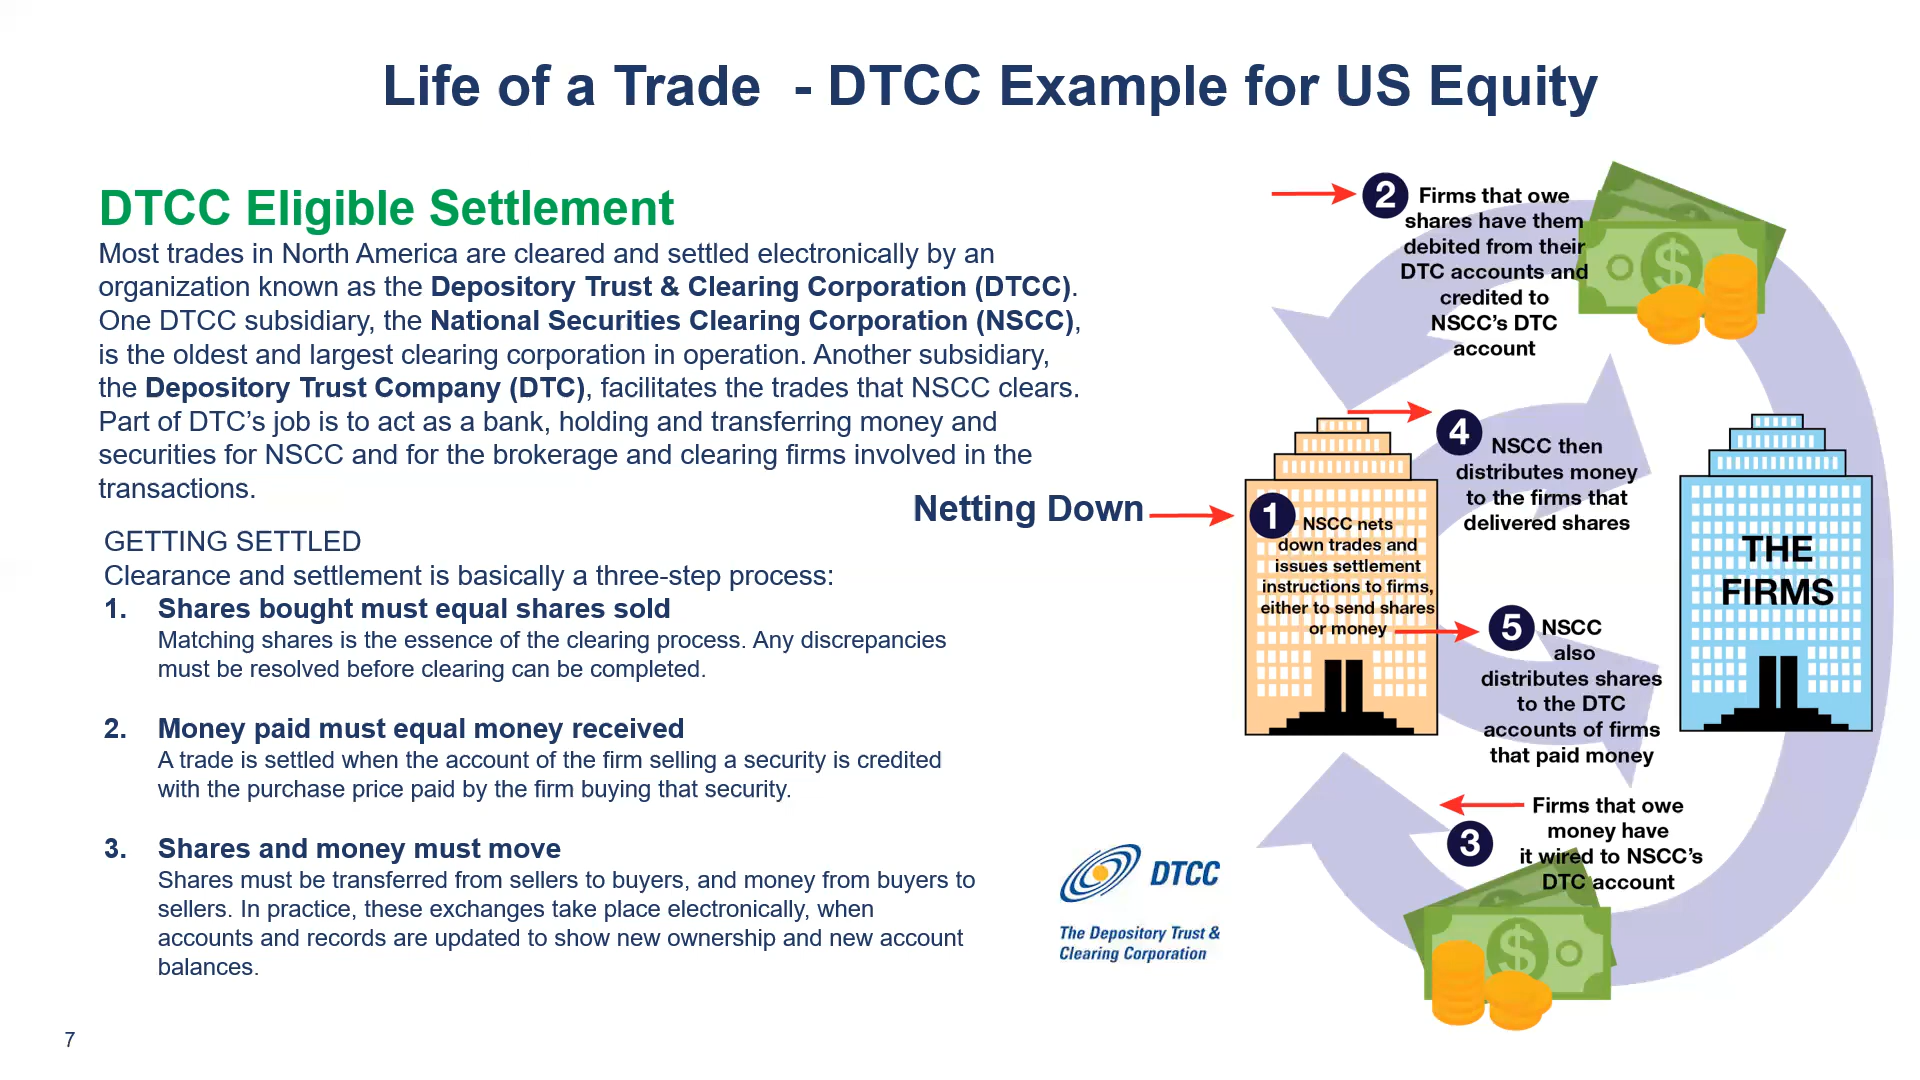 Life of a Trade  - DTCC Example for US Equity
DTCC Eligible Settlement
Most trades in North America are cleared and settled electronically by an
organization known as the Depository Trust & Clearing Corporation (DTCC).
One DTCC subsidiary, the National Securities Clearing Corporation (NSCC),
is the oldest and largest clearing corporation in operation. Another subsidiary,
the Depository Trust Company (DTC), facilitates the trades that NSCC clears.
Part of DTC’s job is to act as a bank, holding and transferring money and
securities for NSCC and for the brokerage and clearing firms involved in the
transactions.
GETTING SETTLED
Clearance and settlement is basically a three-step process:
1. Shares bought must equal shares sold
Matching shares is the essence of the clearing process. Any discrepancies
must be resolved before clearing can be completed.
2. Money paid must equal money received
A trade is settled when the account of the firm selling a security is credited
with the purchase price paid by the firm buying that security.
3. Shares and money must move
Shares must be transferred from sellers to buyers, and money from buyers to
sellers. In practice, these exchanges take place electronically, when
accounts and records are updated to show new ownership and new account
balances.
Netting Down
1 NSCC nets
down trades and
issues settlement
instructions to firms,
either to send shares
or money
2 Firms that owe
shares have them
debited from their
DTC accounts and
credited to
NSCC’s DTC
account
4 NSCC then
distributes money
to the firms that
delivered shares
THE
FIRMS
5 NSCC
also
distributes shares
to the DTC
accounts of firms
that paid money
3 Firms that owe
money have
it wired to NSCC’s
DTC account
$
$
DTCC
The Depository Trust &
Clearing Corporation
7